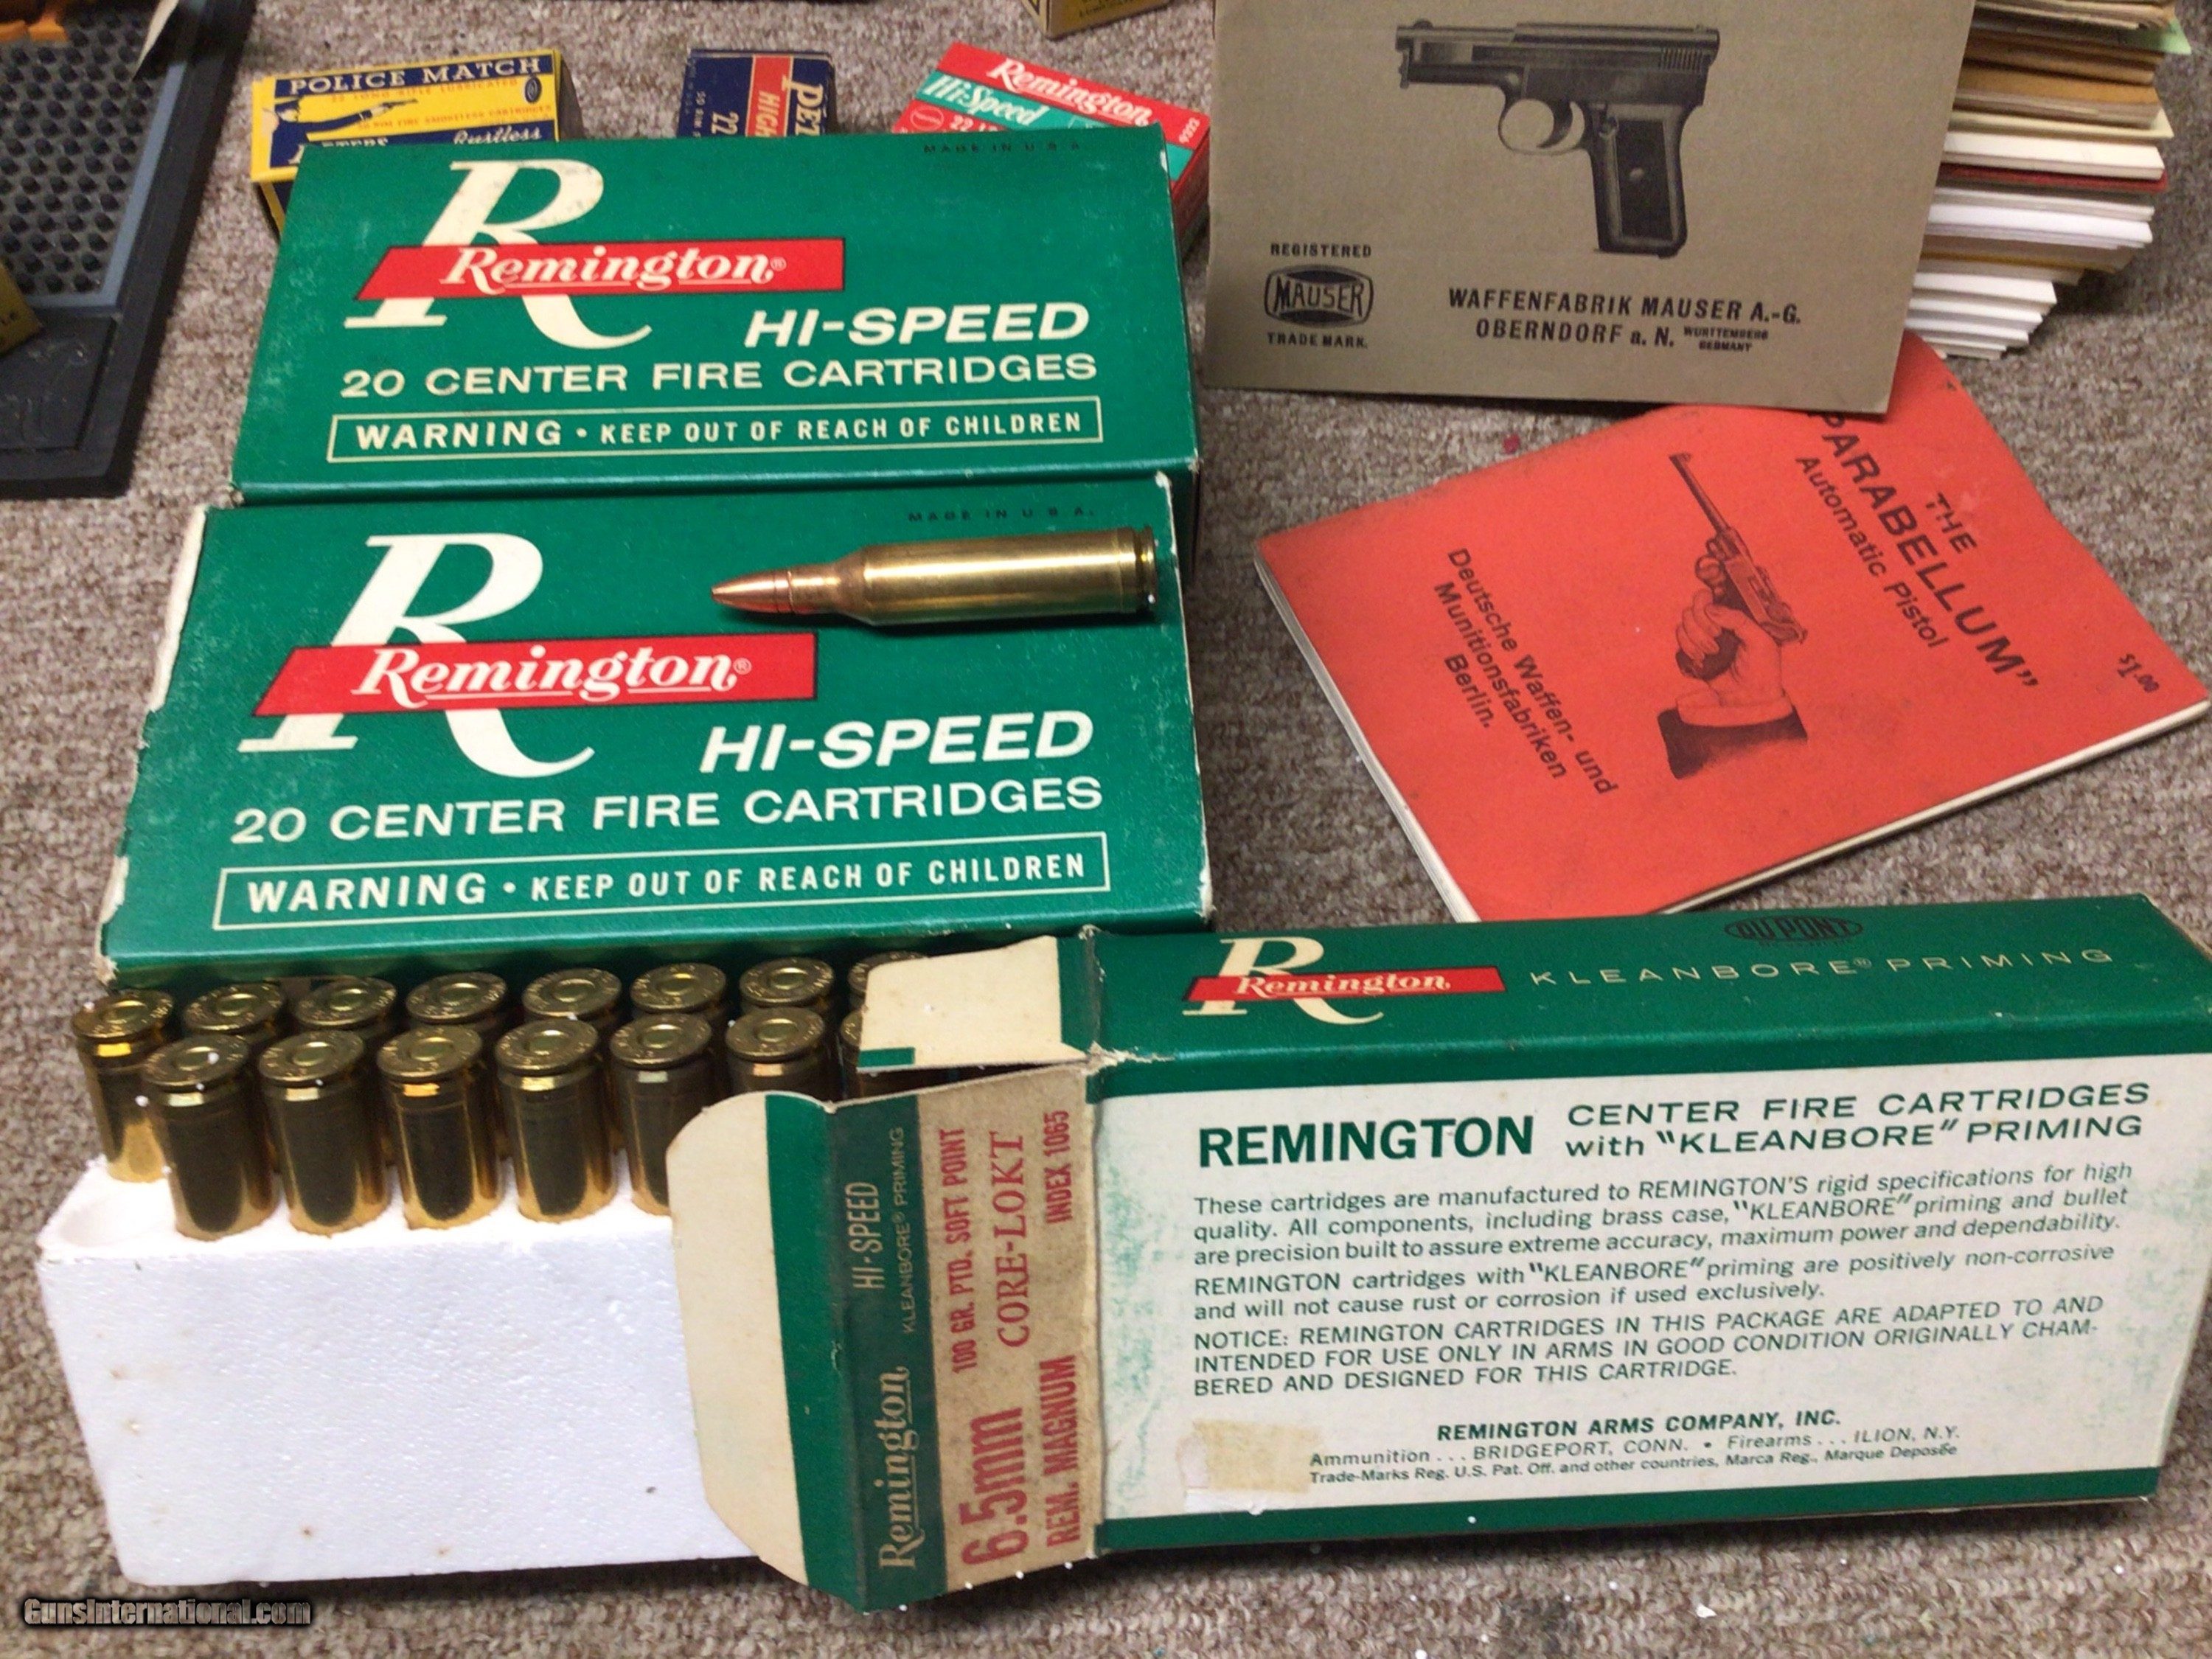 POLICE MATCH
22 LONG RIFLE LUBRICATED
Rustless
HIGH
22
Remington
Hi-Speed
22
MADE IN U.S.A.
R
Remington®
HI-SPEED
20 CENTER FIRE CARTRIDGES
WARNING • KEEP OUT OF REACH OF CHILDREN
REGISTERED
MAUSER
TRADE MARK.
WAFFENFABRIK MAUSER A.-G.
OBERNDORF a. N. WURTTEMBERG
GERMANY
THE
PARABELLUM"
Automatic Pistol
$1.00
Deutsche Waffen- und
Munitionsfabriken
Berlin.
MADE IN U.S.A.
R
Remington®
HI-SPEED
20 CENTER FIRE CARTRIDGES
WARNING • KEEP OUT OF REACH OF CHILDREN
Remington
HI-SPEED
KLEANBORE® PRIMING
6.5mm
REM. MAGNUM
100 GR. PTD. SOFT POINT
CORE-LOKT
INDEX 1065
R
Remington
DU PONT
KLEANBORE® PRIMING
REMINGTON CENTER FIRE CARTRIDGES
with "KLEANBORE" PRIMING
These cartridges are manufactured to REMINGTON'S rigid specifications for high
quality. All components, including brass case, "KLEANBORE" priming and bullet
are precision built to assure extreme accuracy, maximum power and dependability.
REMINGTON cartridges with "KLEANBORE" priming are positively non-corrosive
and will not cause rust or corrosion if used exclusively.
NOTICE: REMINGTON CARTRIDGES IN THIS PACKAGE ARE ADAPTED TO AND
INTENDED FOR USE ONLY IN ARMS IN GOOD CONDITION ORIGINALLY CHAM-
BERED AND DESIGNED FOR THIS CARTRIDGE.
REMINGTON ARMS COMPANY, INC.
Ammunition . . . BRIDGEPORT, CONN. • Firearms . . . ILION, N.Y.
Trade-Marks Reg. U.S. Pat. Off. and other countries, Marca Reg., Marque Deposée
GunsInternational.com